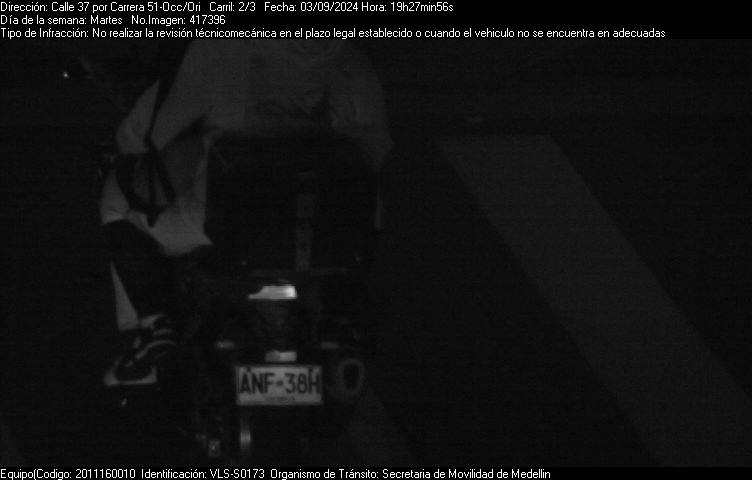 Dirección: Calle 37 por Carrera 51-Occ/Ori Carril: 2/3 Fecha: 03/09/2024 Hora: 19h27min56s
Día de la semana: Martes No.Imagen: 417396
Tipo de Infracción: No realizar la revisión técnicomecánica en el plazo legal establecido o cuando el vehiculo no se encuentra en adecuadas
ANF-38H
Equipo(Codigo: 2011160010 Identificación: VLS-S0173 Organismo de Tránsito: Secretaria de Movilidad de Medellin